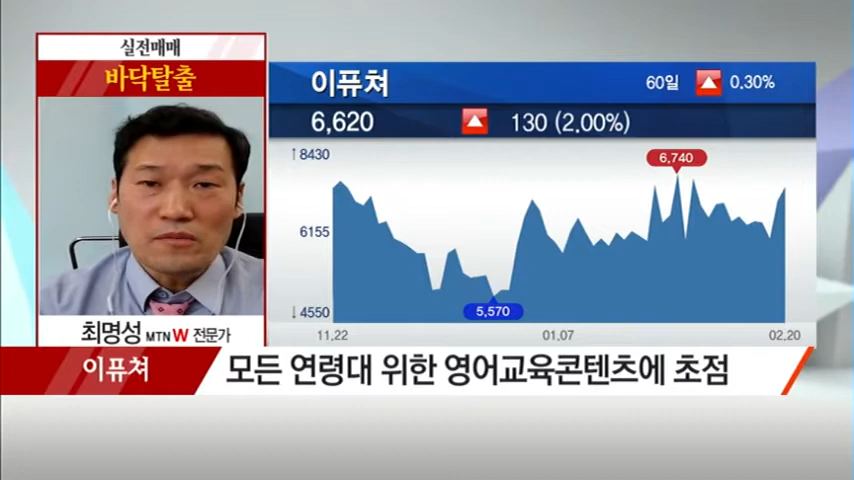 실전매매
바닥탈출
최명성 MTN W 전문가
이퓨쳐 60일 ▲ 0.30%
6,620 ▲ 130 (2.00%)
↑8430
6155
↓4550
6,740
5,570
11.22 01.07 02.20
이퓨쳐 모든 연령대 위한 영어교육콘텐츠에 초점